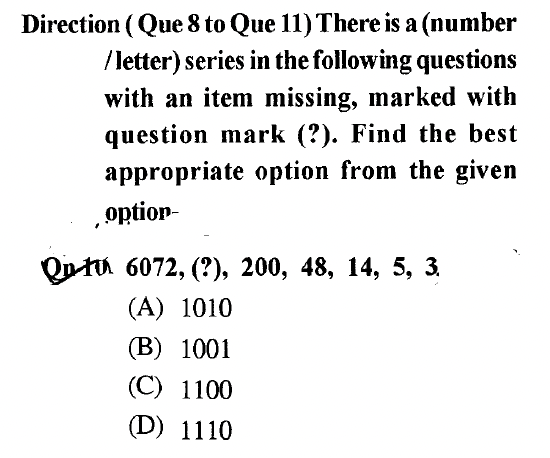 Direction ( Que 8 to Que 11) There is a (number
/letter) series in the following questions
with an item missing, marked with
question mark (?). Find the best
appropriate option from the given
option-
6072, (?), 200, 48, 14, 5, 3.
(A) 1010
(B) 1001
(C) 1100
(D) 1110